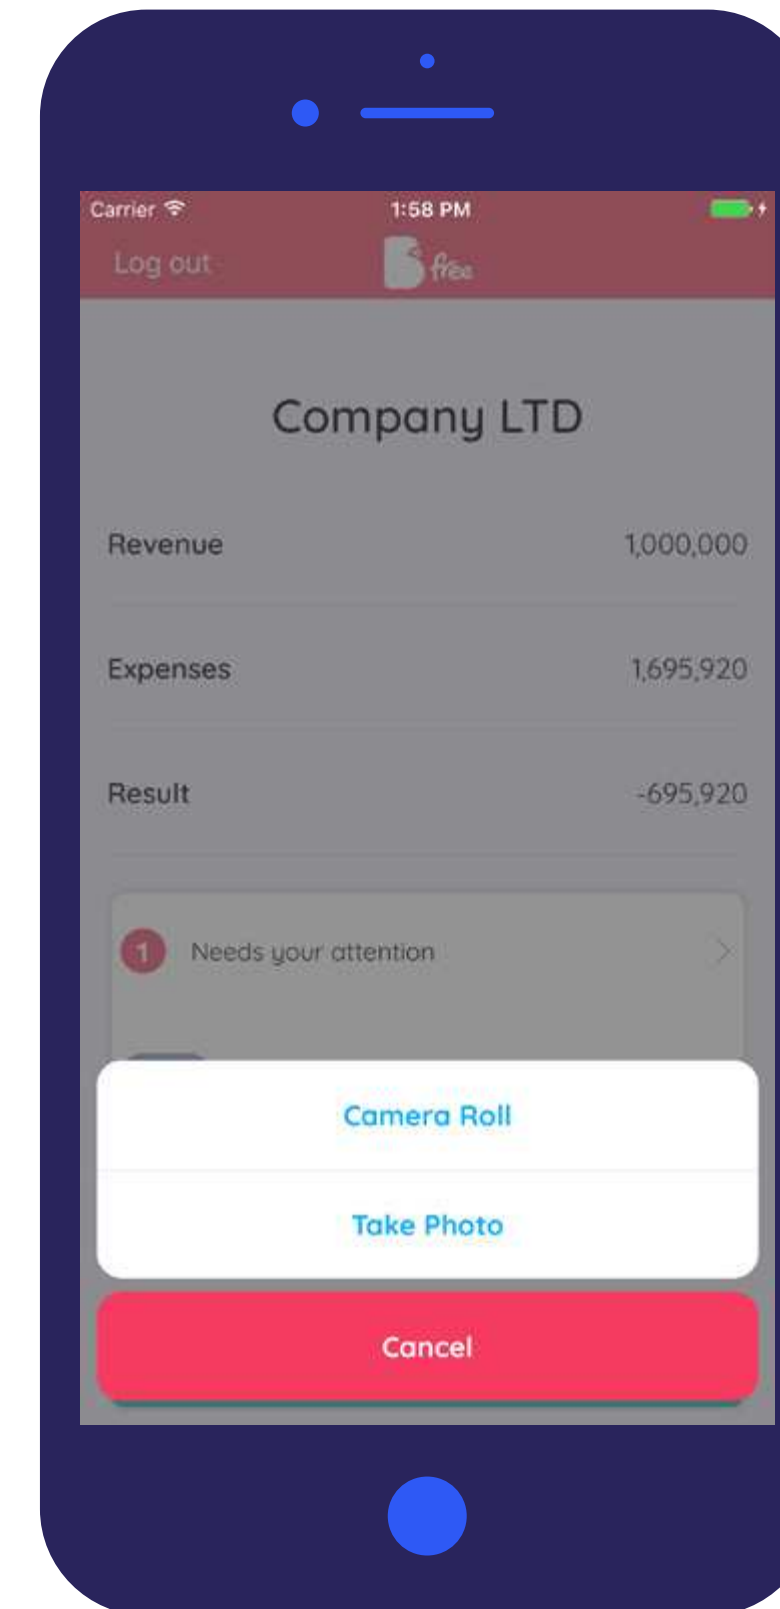 Carrier 1:58 PM
Log out B free
Company LTD
Revenue 1,000,000
Expenses 1,695,920
Result -695,920
1 Needs your attention
Camera Roll
Take Photo
Cancel